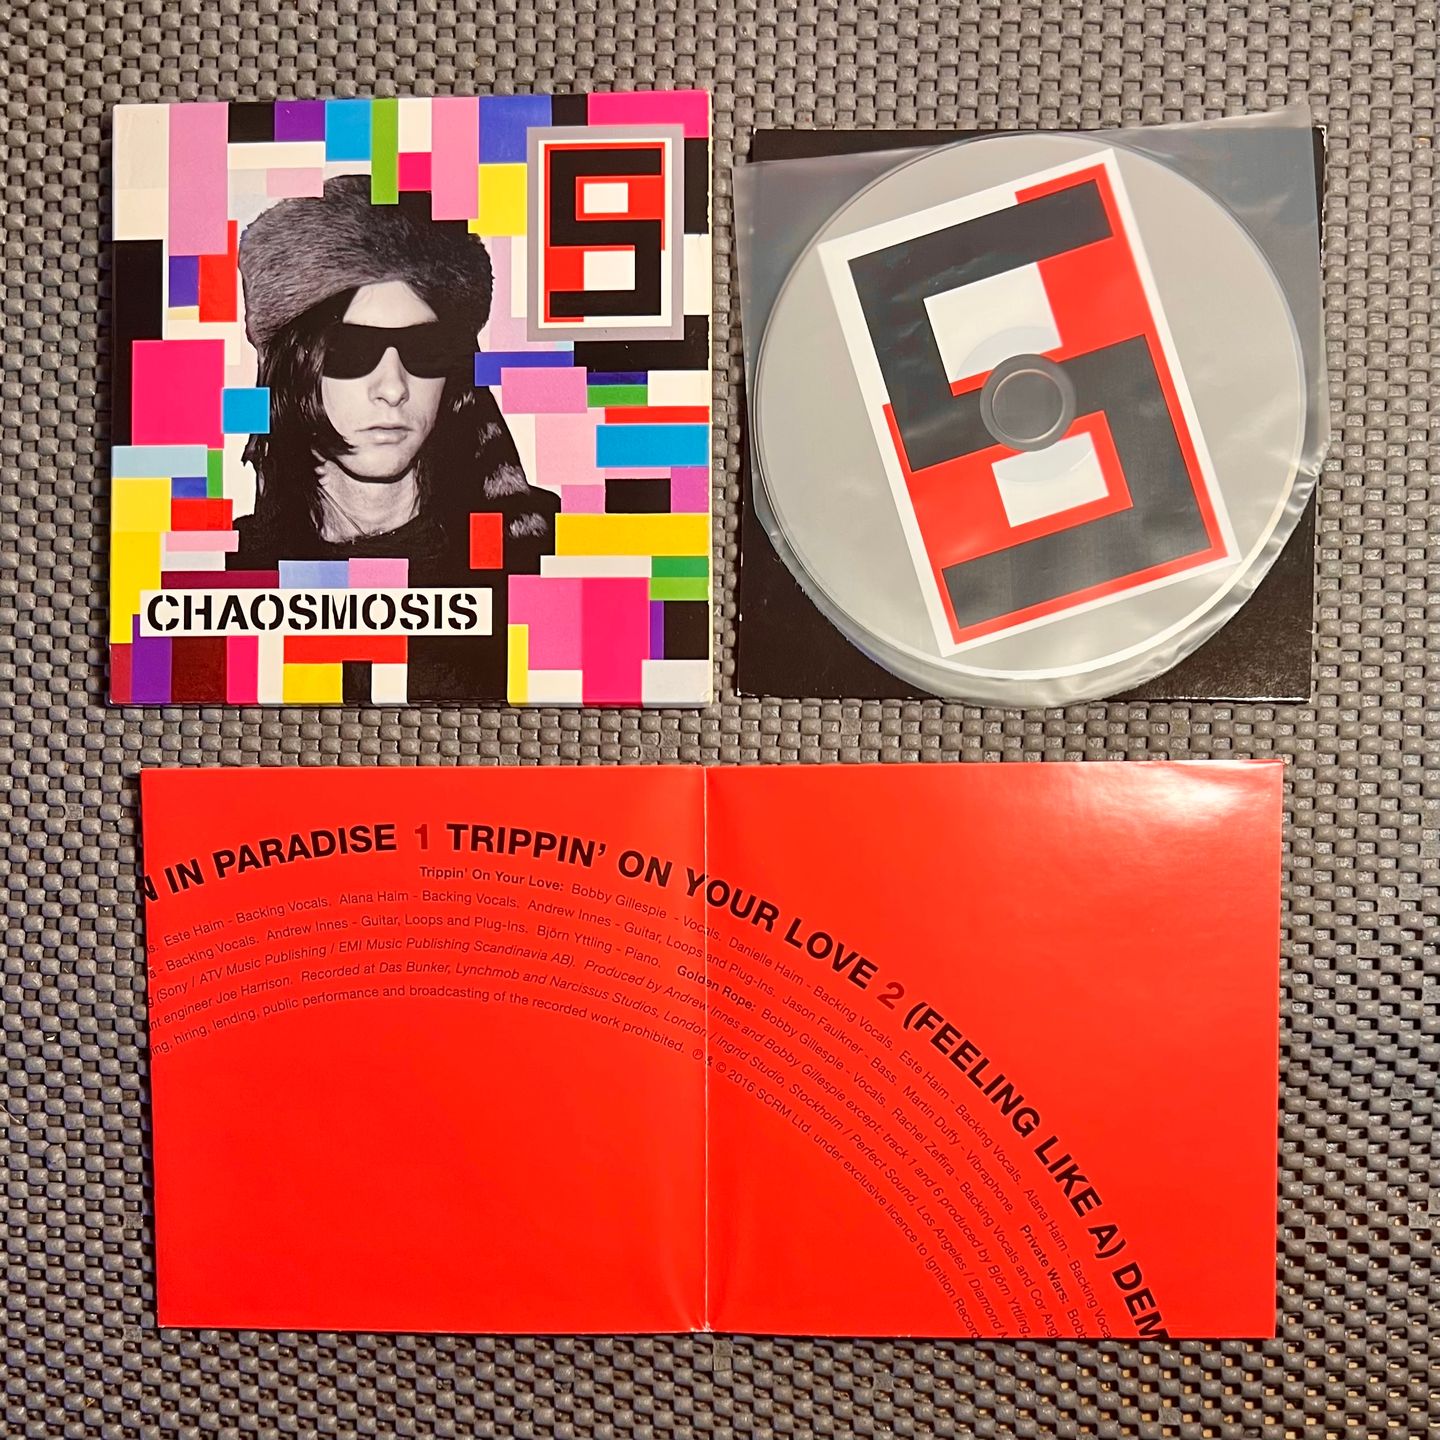 CHAOSMOSIS
N IN PARADISE 1 TRIPPIN' ON YOUR LOVE 2 (FEELING LIKE A) DEM
Trippin' On Your Love: Bobby Gillespie - Vocals. Danielle Haim - Backing Vocals. Este Haim - Backing Vocals. Alana Haim - Backing Voca
s. Este Haim - Backing Vocals. Alana Haim - Backing Vocals. Andrew Innes - Guitar, Loops and Plug-Ins. Jason Faulkner - Bass. Martin Duffy - Vibraphone. Private Wars: Bobb
a - Backing Vocals. Andrew Innes - Guitar, Loops and Plug-Ins. Björn Yttling - Piano. Golden Rope: Bobby Gillespie - Vocals. Rachel Zeffira - Backing Vocals and Cor Angl
g (Sony / ATV Music Publishing / EMI Music Publishing Scandinavia AB). Produced by Andrew Innes and Bobby Gillespie except: track 1 and 6 produced by Björn Yttling,
nt engineer Joe Harrison. Recorded at Das Bunker, Lynchmob and Narcissus Studios, London / Ingrid Studio, Stockholm / Perfect Sound, Los Angeles / Diamond M
ing, hiring, lending, public performance and broadcasting of the recorded work prohibited. ℗ & © 2016 SCRM Ltd. under exclusive licence to Ignition Record